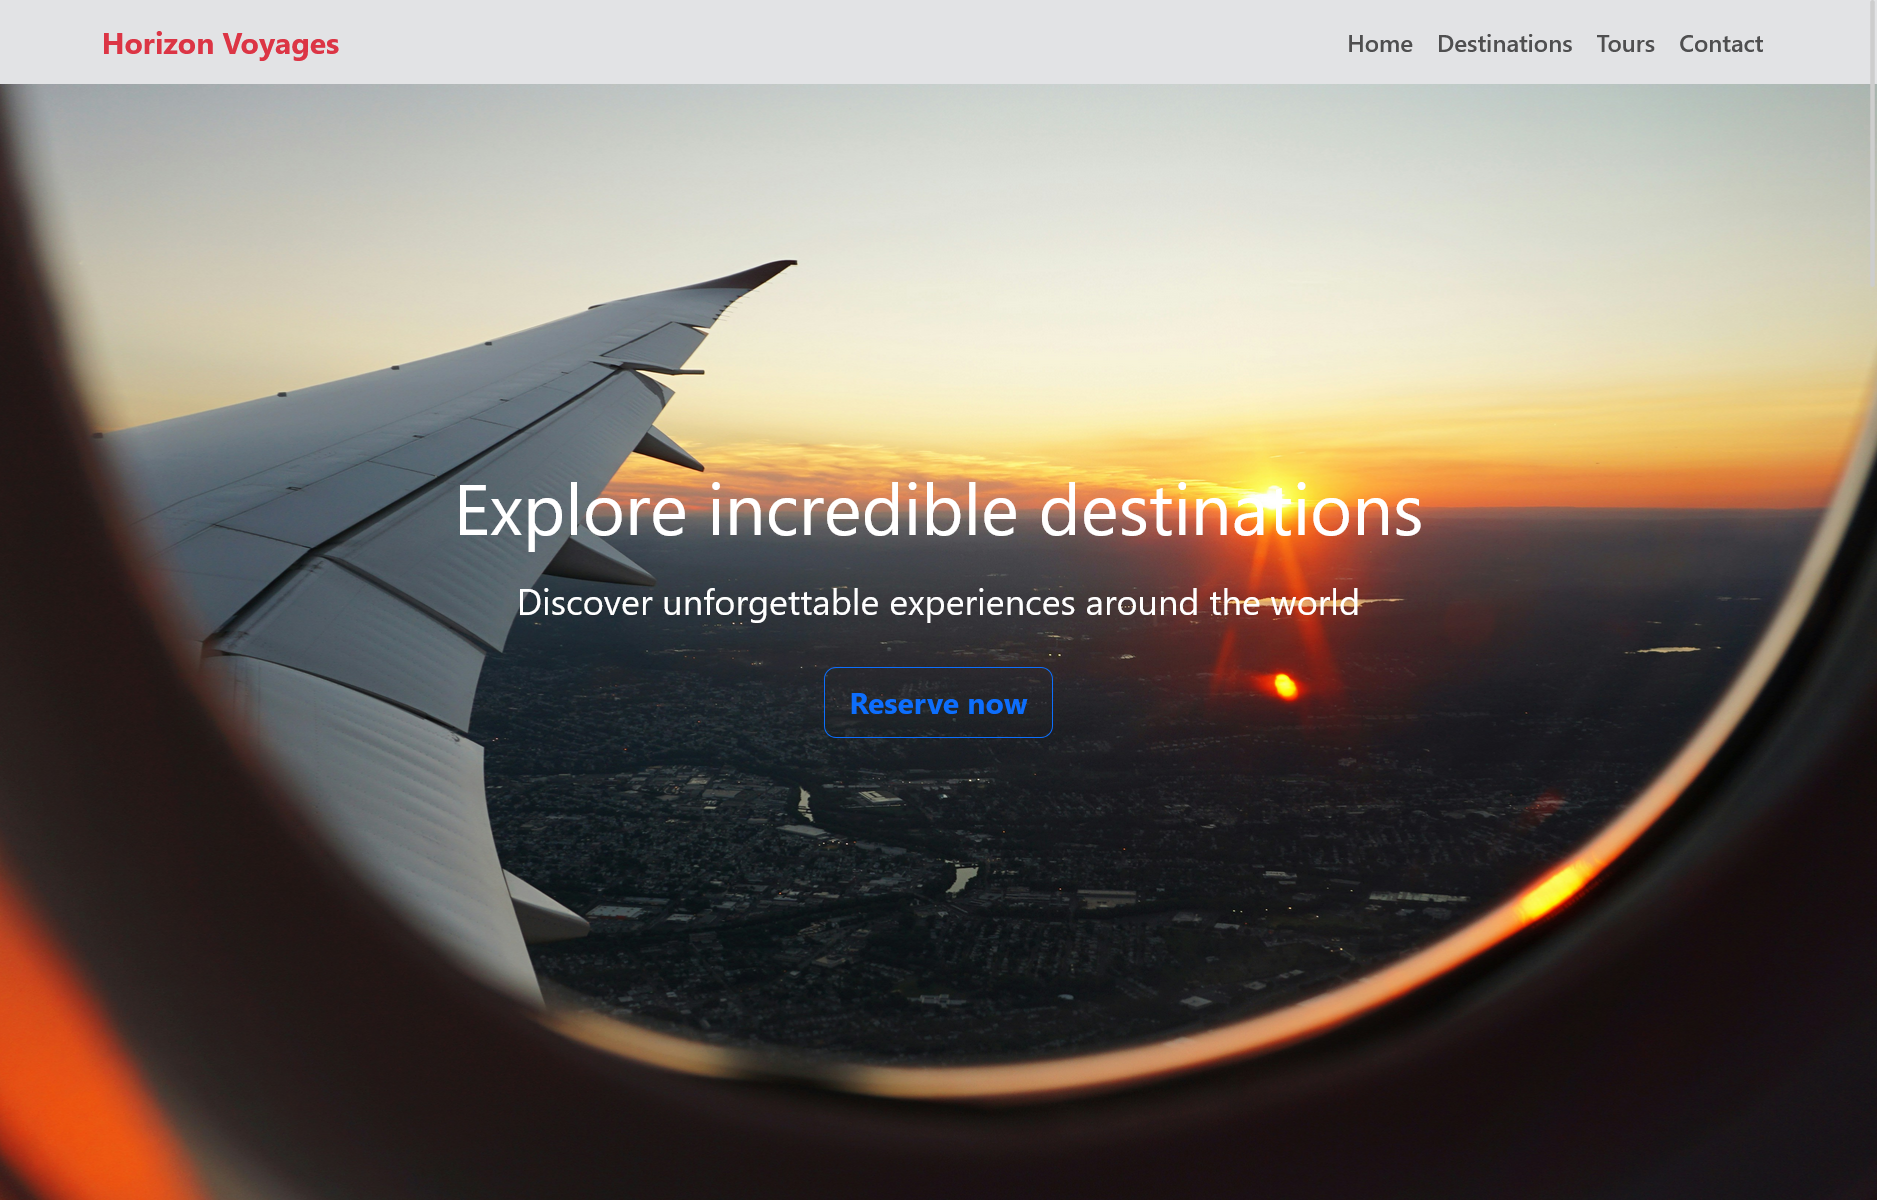 Horizon Voyages
Home Destinations Tours Contact
Explore incredible destinations
Discover unforgettable experiences around the world
Reserve now